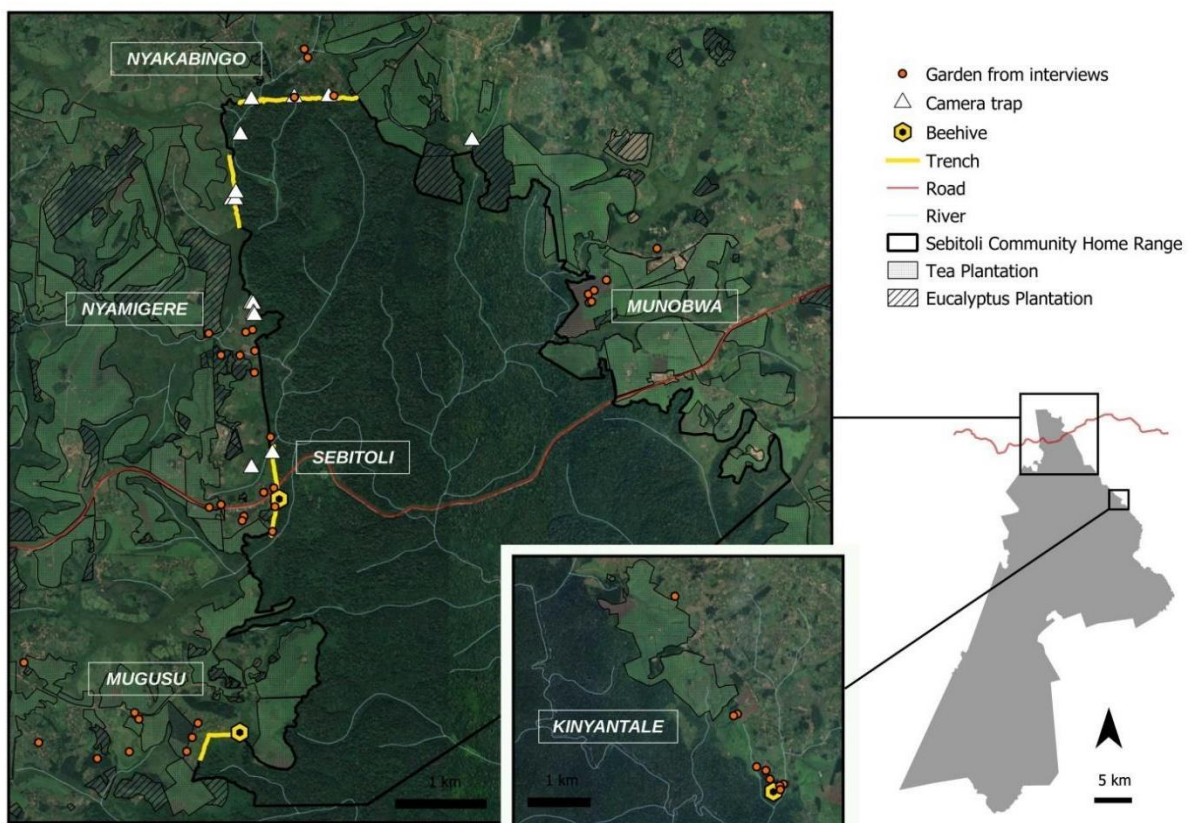 NYAKABINGO
NYAMIGERE
MUNOBWA
SEBITOLI
MUGUSU
1 km
KINYANTALE
1 km
Garden from interviews
Camera trap
Beehive
Trench
Road
River
Sebitoli Community Home Range
Tea Plantation
Eucalyptus Plantation
5 km